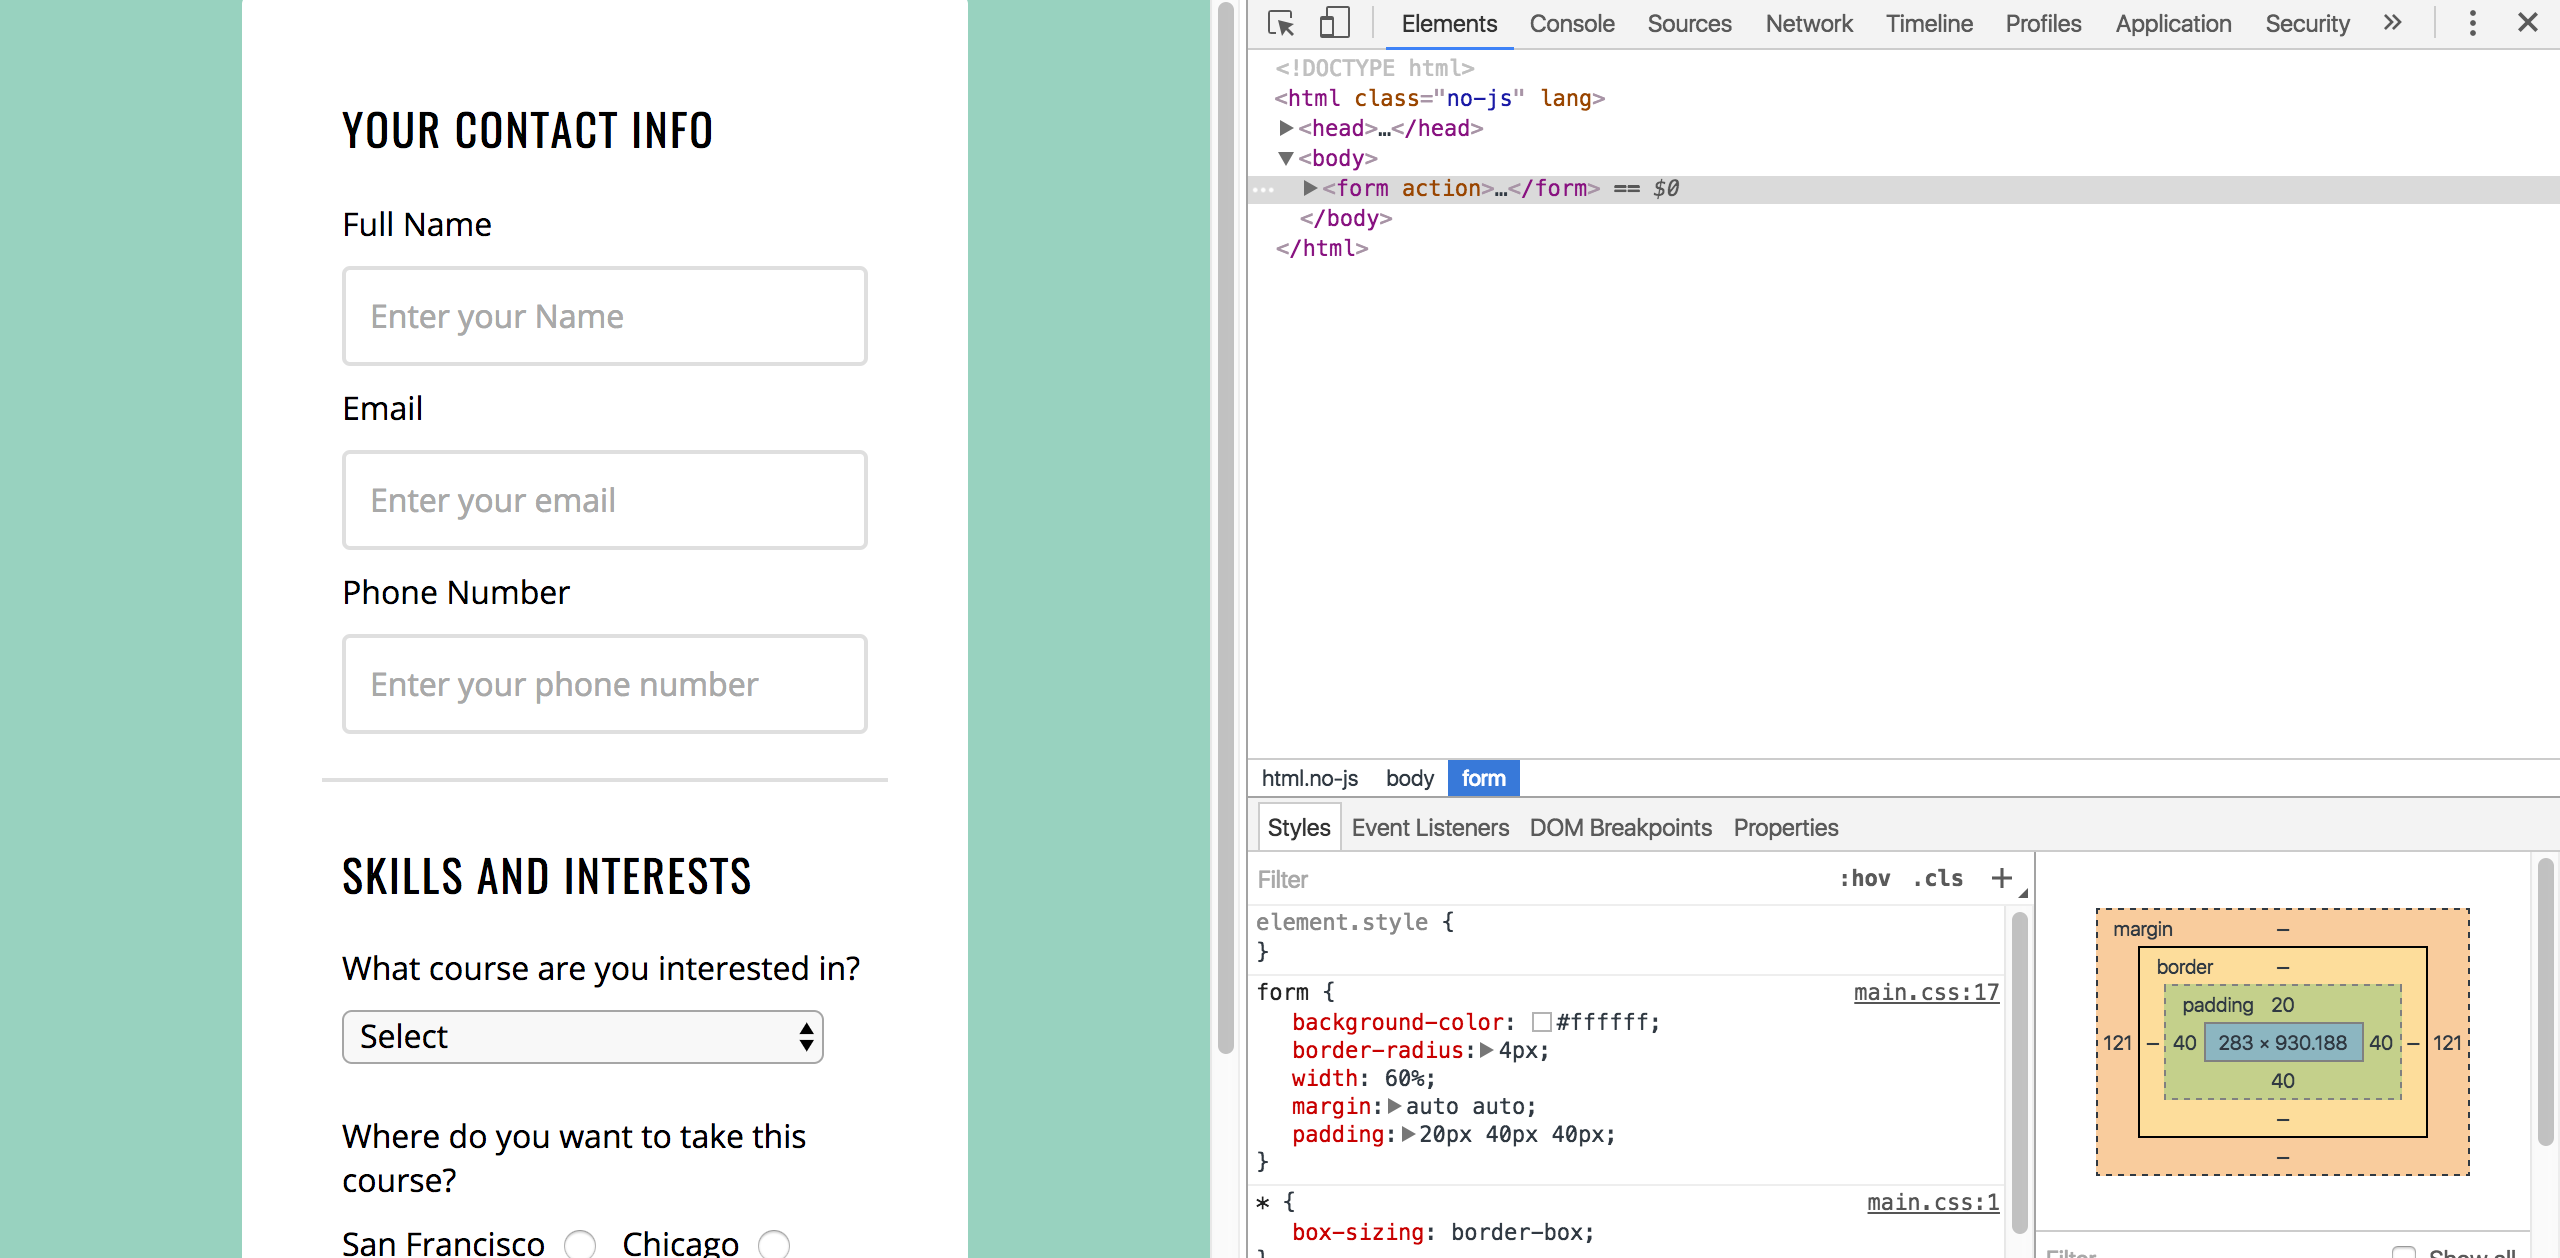 YOUR CONTACT INFO
Full Name
Enter your Name
Email
Enter your email
Phone Number
Enter your phone number
SKILLS AND INTERESTS
What course are you interested in?
Select
Where do you want to take this
course?
San Francisco Chicago
Elements Console Sources Network Timeline Profiles Application Security »
<!DOCTYPE html>
<html class="no-js" lang>
▶<head>…</head>
▼<body>
… ▶<form action>…</form> == $0
</body>
</html>
html.no-js body form
Styles Event Listeners DOM Breakpoints Properties
Filter :hov .cls +
element.style {
}
form { main.css:17
background-color: #ffffff;
border-radius:▶4px;
width: 60%;
margin:▶auto auto;
padding:▶20px 40px 40px;
}
* { main.css:1
box-sizing: border-box;
}
margin –
border –
padding 20
121 – 40 283 × 930.188 40 – 121
40
–
–
Filter Show all